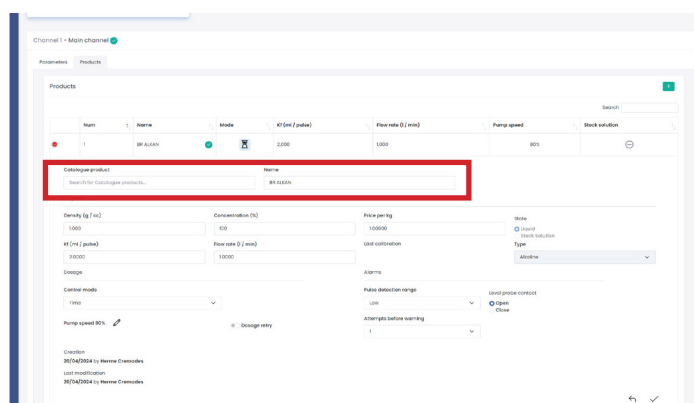 Channel 1 - Main channel
Parameters Products
Products
+
Search
Num Name Mode Kf (ml / pulse) Flow rate (l / min) Pump speed Stock solution
1 BR ALKAN 2,000 1,000 80%
Catalogue product Name
Search for Catalogue products... BR ALKAN
Density (g / cc) Concentration (%) Price per kg State
1.000 100 1.00000 Liquid
Stock Solution
Kf (ml / pulse) Flow rate (l / min) Last calibration Type
2.0000 1.0000 Alcaline
Dosage Alarms
Control mode Pulse detection range Level probe contact
Time Low Open
Close
Pump speed 80% Dosage retry Attempts before warning
1
Creation
30/04/2024 by Herme Cremades
Last modification
30/04/2024 by Herme Cremades